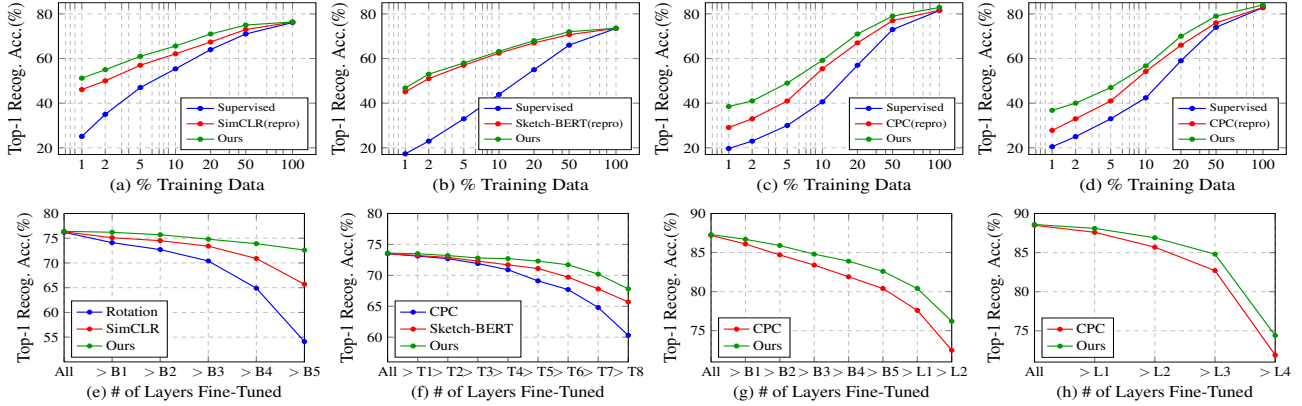 Top-1 Recog. Acc.(%)
80
60
40
20
Supervised
SimCLR(repro)
Ours
1 2 5 10 20 50 100
(a) % Training Data
Top-1 Recog. Acc.(%)
80
60
40
20
Supervised
Sketch-BERT(repro)
Ours
1 2 5 10 20 50 100
(b) % Training Data
Top-1 Recog. Acc.(%)
80
60
40
20
Supervised
CPC(repro)
Ours
1 2 5 10 20 50 100
(c) % Training Data
Top-1 Recog. Acc.(%)
80
60
40
20
Supervised
CPC(repro)
Ours
1 2 5 10 20 50 100
(d) % Training Data
Top-1 Recog. Acc.(%)
80
75
70
65
60
55
Rotation
SimCLR
Ours
All > B1 > B2 > B3 > B4 > B5
(e) # of Layers Fine-Tuned
Top-1 Recog. Acc.(%)
80
75
70
65
60
CPC
Sketch-BERT
Ours
All > T1 > T2 > T3 > T4 > T5 > T6 > T7 > T8
(f) # of Layers Fine-Tuned
Top-1 Recog. Acc.(%)
90
85
80
75
CPC
Ours
All > B1 > B2 > B3 > B4 > B5 > L1 > L2
(g) # of Layers Fine-Tuned
Top-1 Recog. Acc.(%)
90
85
80
75
CPC
Ours
All > L1 > L2 > L3 > L4
(h) # of Layers Fine-Tuned